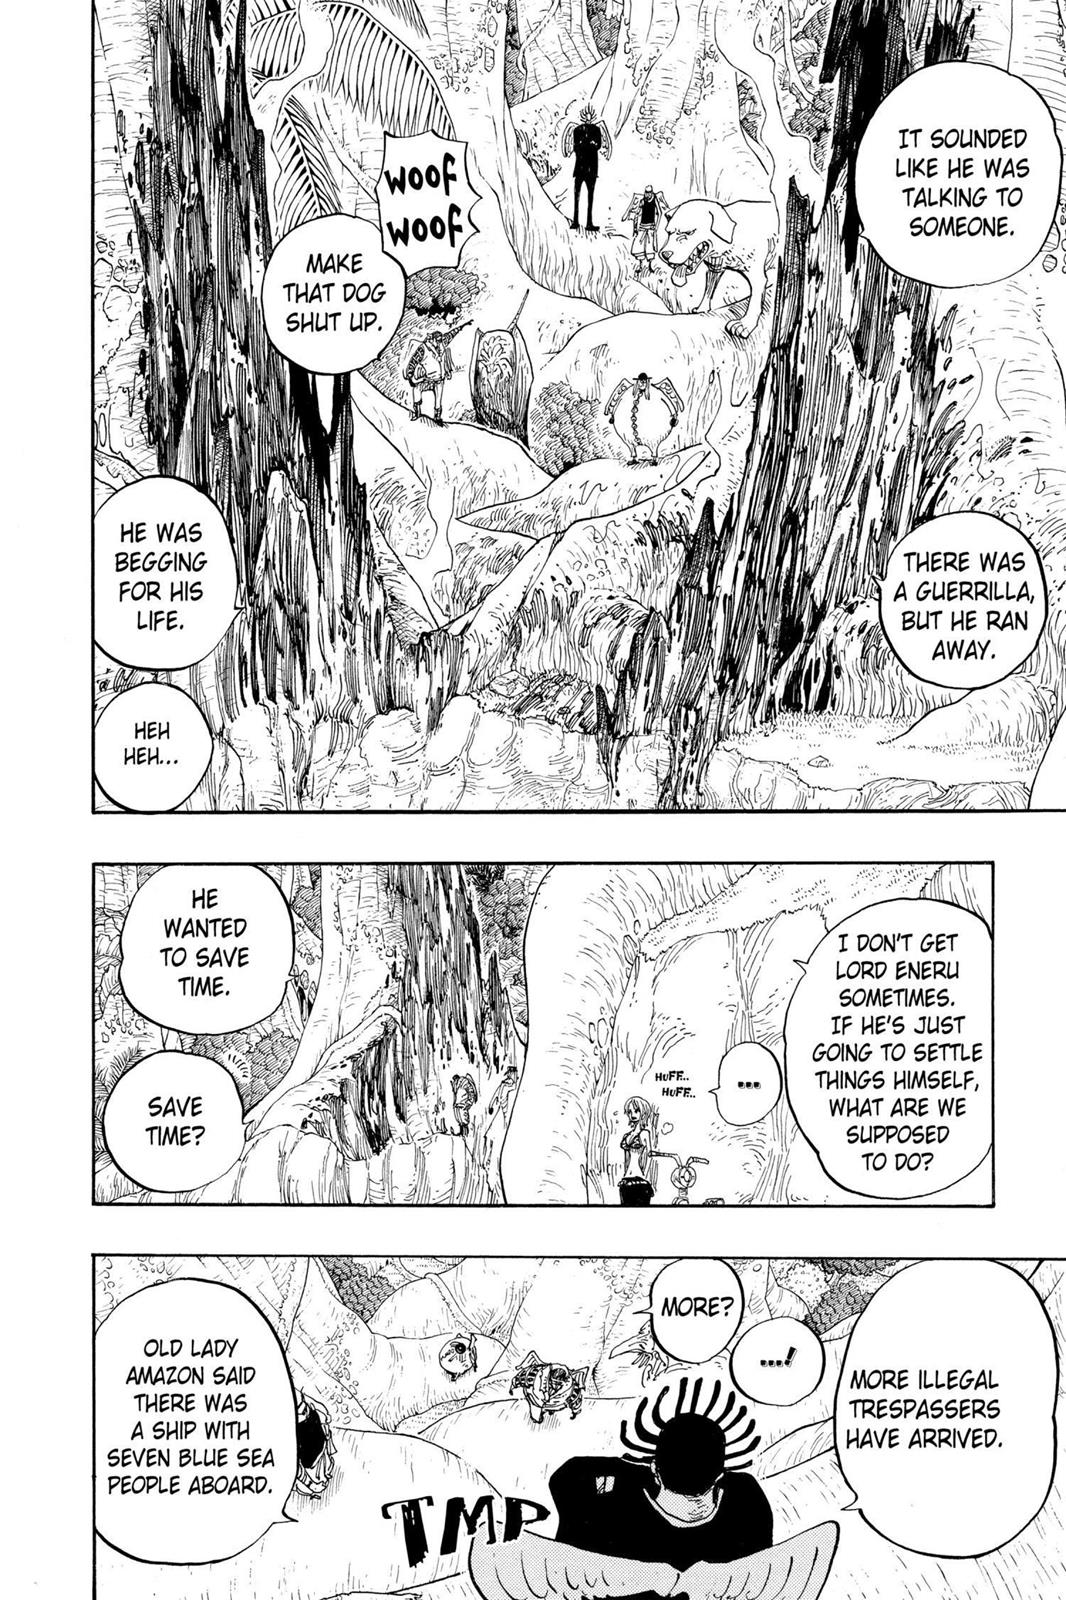 IT SOUNDED
LIKE HE WAS
TALKING TO
SOMEONE.
WOOF
WOOF
MAKE
THAT DOG
SHUT UP.
THERE WAS
A GUERRILLA,
BUT HE RAN
AWAY.
HE WAS
BEGGING
FOR HIS
LIFE.
HEH
HEH...
I DON'T GET
LORD ENERU
SOMETIMES.
IF HE'S JUST
GOING TO SETTLE
THINGS HIMSELF,
WHAT ARE WE
SUPPOSED
TO DO?
...
HUFF...
HUFF...
HE
WANTED
TO SAVE
TIME.
SAVE
TIME?
MORE ILLEGAL
TRESPASSERS
HAVE ARRIVED.
....!
MORE?
OLD LADY
AMAZON SAID
THERE WAS
A SHIP WITH
SEVEN BLUE SEA
PEOPLE ABOARD.
TMP